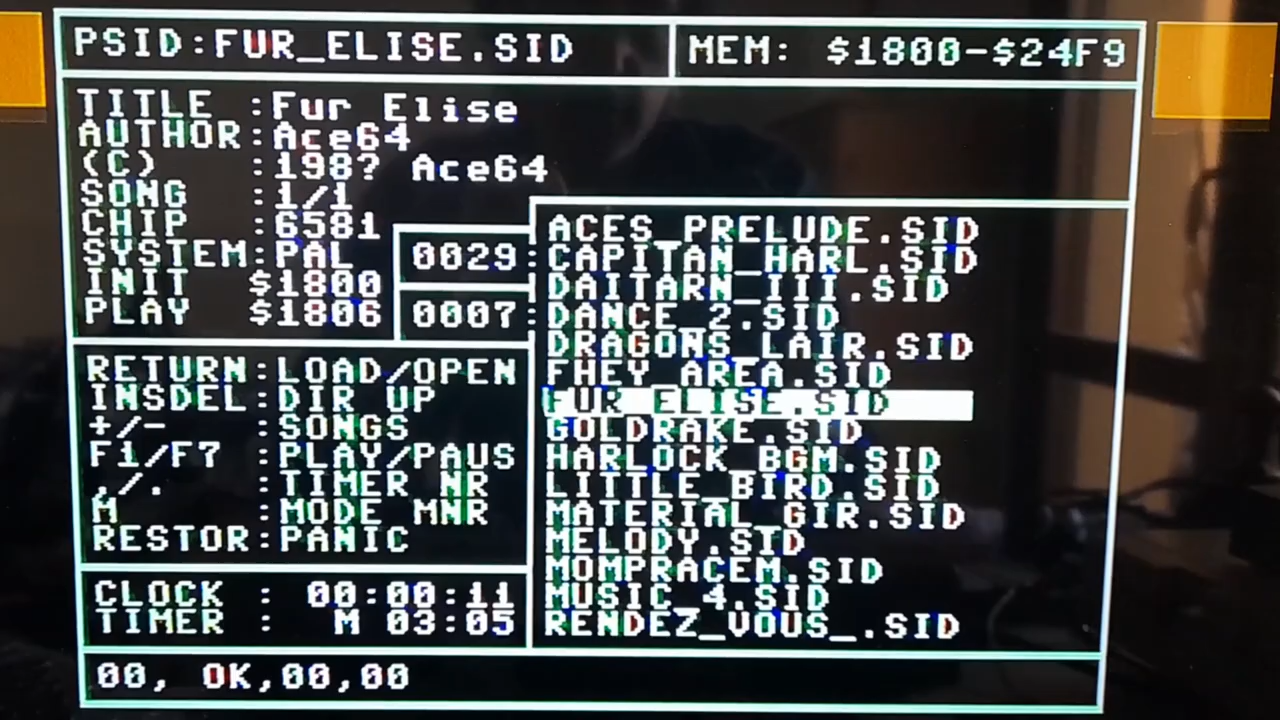 PSID:FUR_ELISE.SID
MEM: $1800-$24F9
TITLE :Fur Elise
AUTHOR:Ace64
(C) :198? Ace64
SONG :1/1
CHIP :6581
SYSTEM:PAL
INIT $1800
PLAY $1806
0029:
0007:
ACES_PRELUDE.SID
CAPITAN_HARL.SID
DAITARN_III.SID
DANCE_2.SID
DRAGONS_LAIR.SID
FHEY_AREA.SID
FUR_ELISE.SID
GOLDRAKE.SID
HARLOCK_BGM.SID
LITTLE_BIRD.SID
MATERIAL_GIR.SID
MELODY.SID
MOMPRACEM.SID
MUSIC_4.SID
RENDEZ_VOUS_.SID
RETURN:LOAD/OPEN
INSDEL:DIR UP
+/- :SONGS
F1/F7 :PLAY/PAUS
,/. :TIMER NR
M :MODE MNR
RESTOR:PANIC
CLOCK : 00:00:11
TIMER : M 03:05
00, OK,00,00